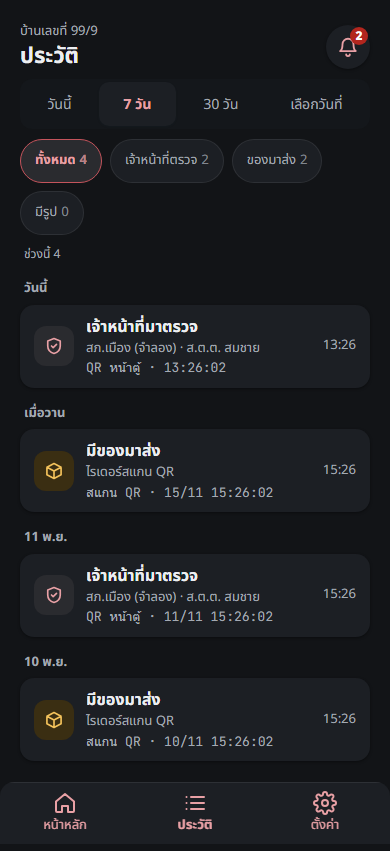 บ้านเลขที่ 99/9
ประวัติ
2
วันนี้ 7 วัน 30 วัน เลือกวันที่
ทั้งหมด 4 เจ้าหน้าที่ตรวจ 2 ของมาส่ง 2
มีรูป 0
ช่วงนี้ 4
วันนี้
เจ้าหน้าที่มาตรวจ
สภ.เมือง (จำลอง) · ส.ต.ต. สมชาย
13:26
QR หน้าตู้ · 13:26:02
เมื่อวาน
มีของมาส่ง
ไรเดอร์สแกน QR
15:26
สแกน QR · 15/11 15:26:02
11 พ.ย.
เจ้าหน้าที่มาตรวจ
สภ.เมือง (จำลอง) · ส.ต.ต. สมชาย
15:26
QR หน้าตู้ · 11/11 15:26:02
10 พ.ย.
มีของมาส่ง
ไรเดอร์สแกน QR
15:26
สแกน QR · 10/11 15:26:02
หน้าหลัก ประวัติ ตั้งค่า